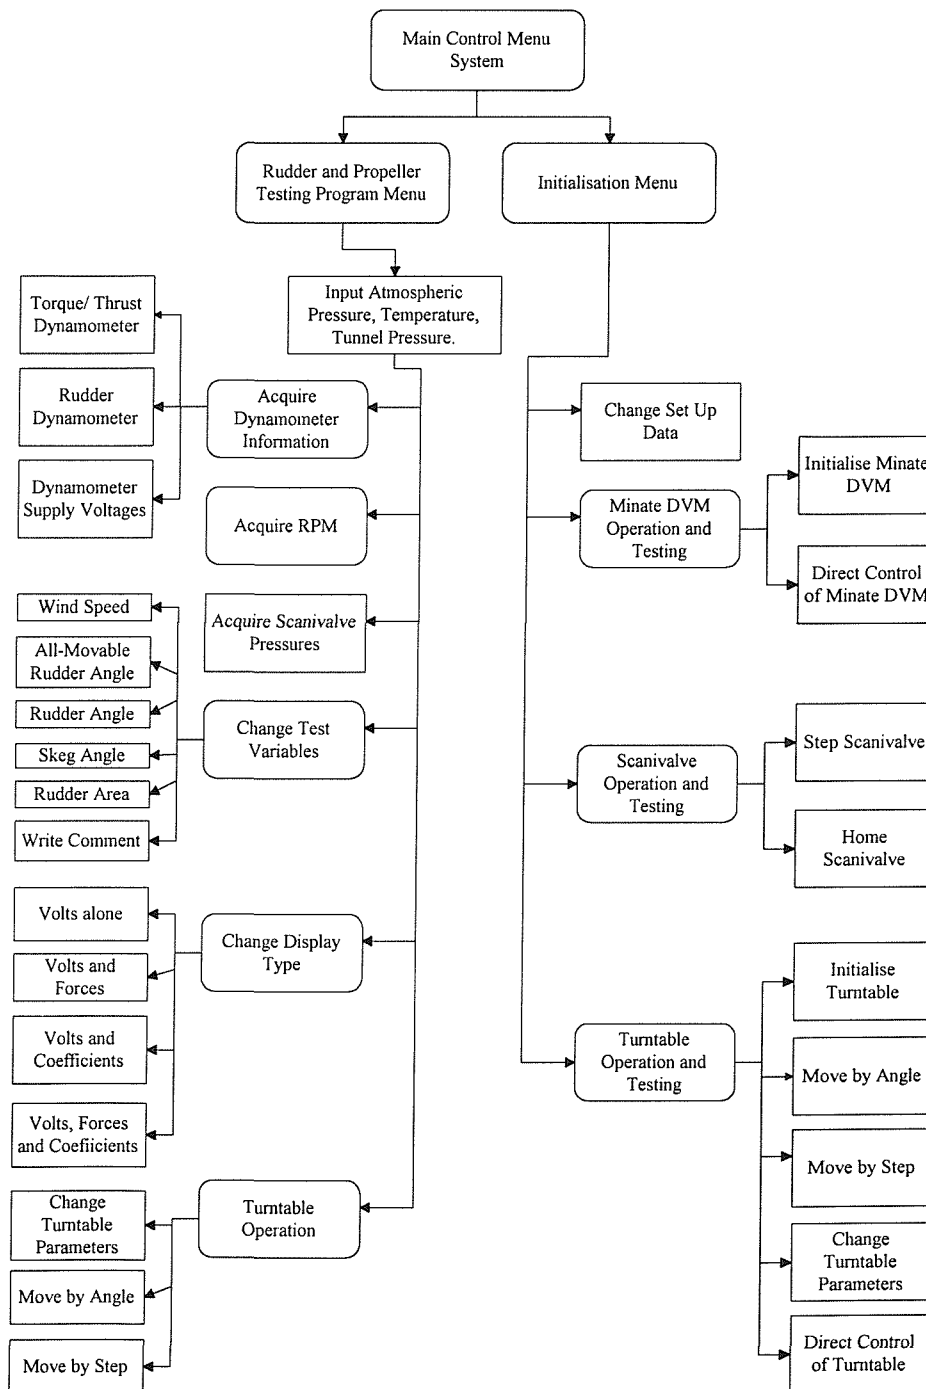 Main Control Menu
System
Rudder and Propeller
Testing Program Menu
Initialisation Menu
Input Atmospheric
Pressure, Temperature,
Tunnel Pressure.
Torque/ Thrust
Dynamometer
Rudder
Dynamometer
Dynamometer
Supply Voltages
Acquire
Dynamometer
Information
Acquire RPM
Acquire Scanivalve
Pressures
Wind Speed
All-Movable
Rudder Angle
Rudder Angle
Skeg Angle
Rudder Area
Write Comment
Change Test
Variables
Volts alone
Volts and
Forces
Volts and
Coefficients
Volts, Forces
and Coefiicients
Change Display
Type
Change
Turntable
Parameters
Move by Angle
Move by Step
Turntable
Operation
Change Set Up
Data
Minate DVM
Operation and
Testing
Initialise Minate
DVM
Direct Control
of Minate DVM
Scanivalve
Operation and
Testing
Step Scanivalve
Home
Scanivalve
Turntable
Operation and
Testing
Initialise
Turntable
Move by Angle
Move by Step
Change
Turntable
Parameters
Direct Control
of Turntable